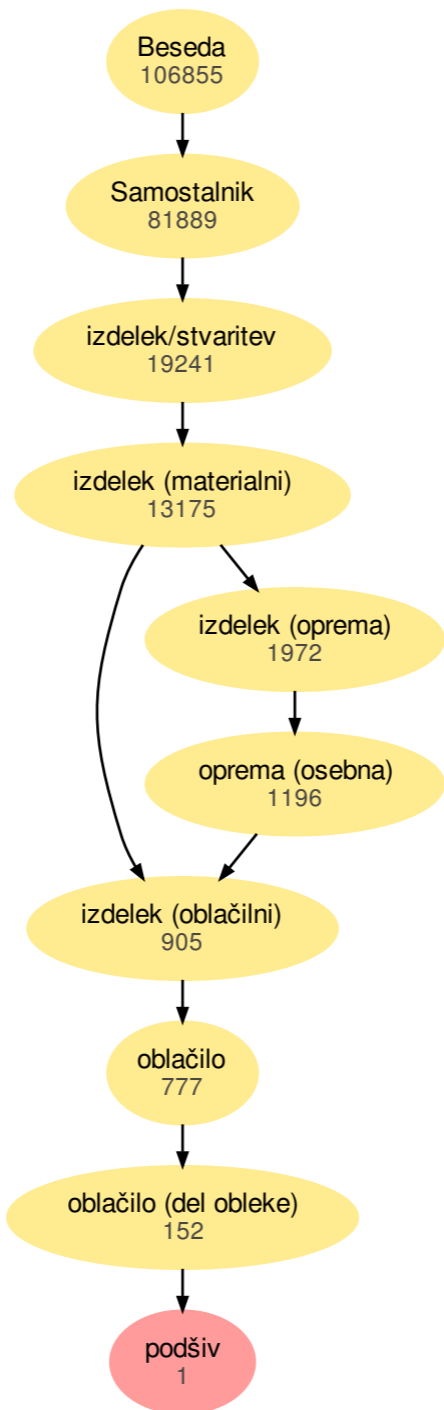 Beseda
106855
Samostalnik
81889
izdelek/stvaritev
19241
izdelek (materialni)
13175
izdelek (oprema)
1972
oprema (osebna)
1196
izdelek (oblačilni)
905
oblačilo
777
oblačilo (del obleke)
152
podšiv
1